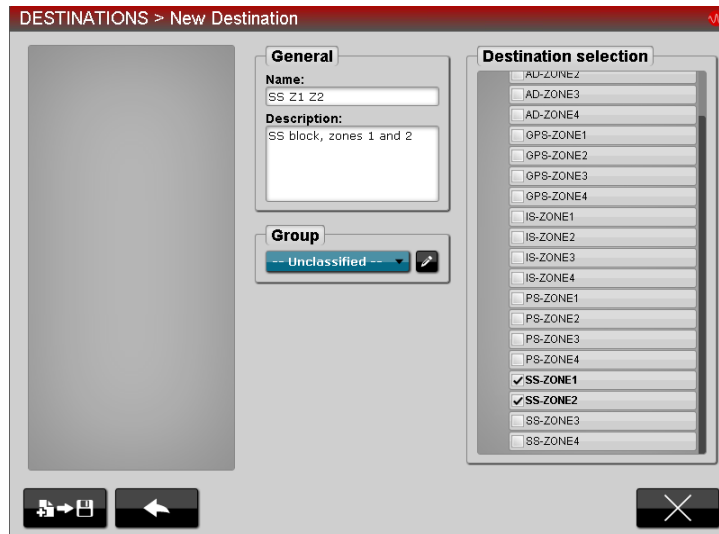 DESTINATIONS > New Destination
General
Name:
SS Z1 Z2
Description:
SS block, zones 1 and 2
Group
-- Unclassified --
Destination selection
AD-ZONE2
AD-ZONE3
AD-ZONE4
GPS-ZONE1
GPS-ZONE2
GPS-ZONE3
GPS-ZONE4
IS-ZONE1
IS-ZONE2
IS-ZONE3
IS-ZONE4
PS-ZONE1
PS-ZONE2
PS-ZONE3
PS-ZONE4
SS-ZONE1
SS-ZONE2
SS-ZONE3
SS-ZONE4